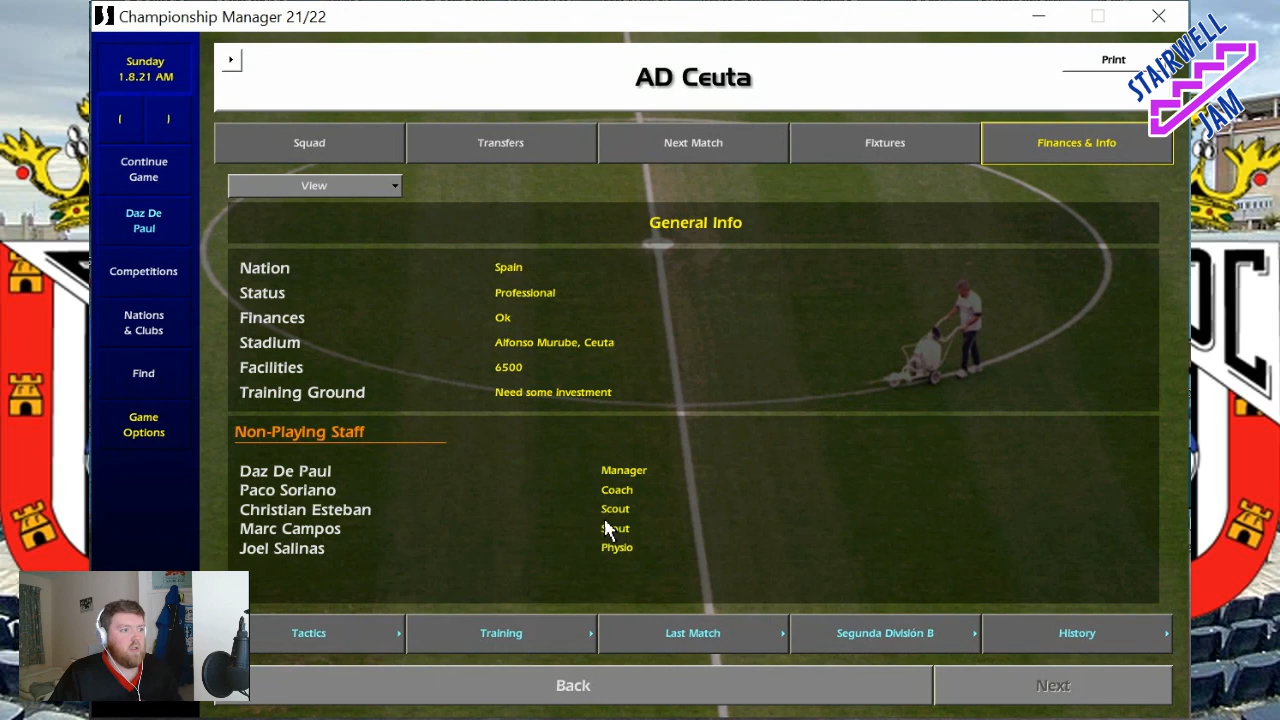 Championship Manager 21/22
STAIRWELL
JAM
Sunday
1.8.21 AM
Continue
Game
Daz De
Paul
Competitions
Nations
& Clubs
Find
Game
Options
AD Ceuta
Print
Squad
Transfers
Next Match
Fixtures
Finances & Info
View
General Info
Nation Spain
Status Professional
Finances Ok
Stadium Alfonso Murube, Ceuta
Facilities 6500
Training Ground Need some investment
Non-Playing Staff
Daz De Paul Manager
Paco Soriano Coach
Christian Esteban Scout
Marc Campos
Joel Salinas Physio
Tactics
Training
Last Match
Segunda División B
History
Back
Next